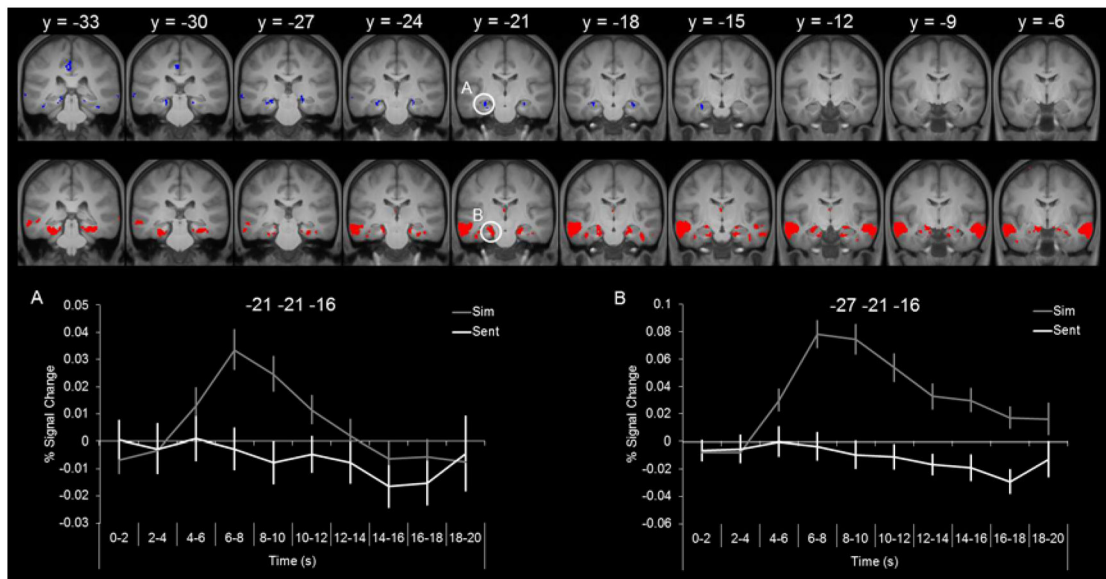 y = -33 y = -30 y = -27 y = -24 y = -21 y = -18 y = -15 y = -12 y = -9 y = -6
A
B
A -21 -21 -16
Sim
Sent
% Signal Change
0.05
0.04
0.03
0.02
0.01
0
-0.01
-0.02
-0.03
0-2 2-4 4-6 6-8 8-10 10-12 12-14 14-16 16-18 18-20
Time (s)
B -27 -21 -16
Sim
Sent
% Signal Change
0.1
0.08
0.06
0.04
0.02
0
-0.02
-0.04
-0.06
0-2 2-4 4-6 6-8 8-10 10-12 12-14 14-16 16-18 18-20
Time (s)